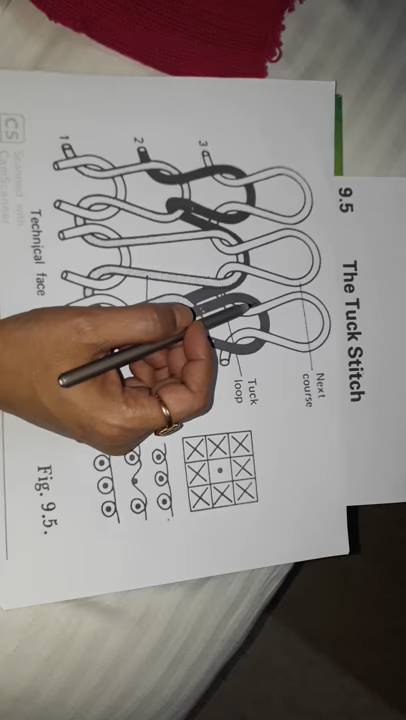 9.5 The Tuck Stitch
Next
course
3
Tuck
loop
2
1
Technical face
Fig. 9.5.
CS Scanned with
CamScanner